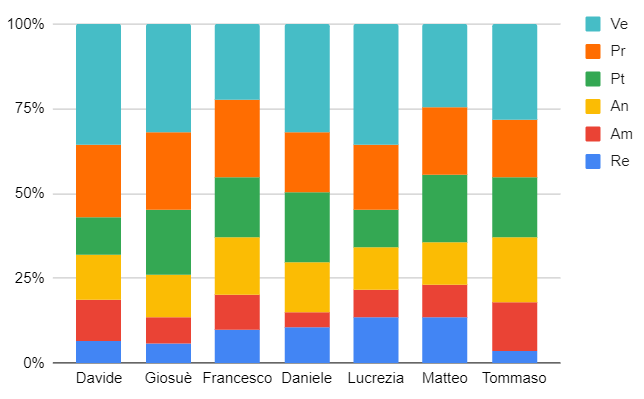 100%
75%
50%
25%
0%
Davide Giosuè Francesco Daniele Lucrezia Matteo Tommaso
Ve
Pr
Pt
An
Am
Re